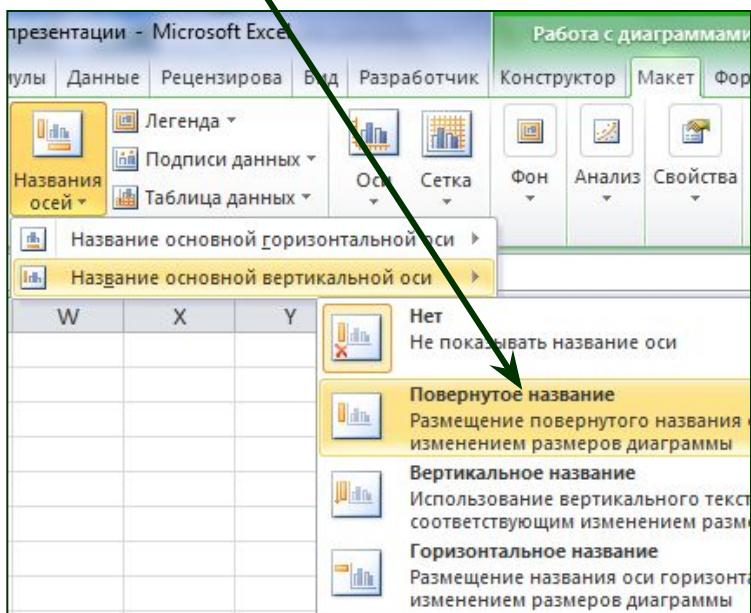 презентации - Microsoft Excel Работа с диаграммами
Данные Рецензирова Вид Разработчик Конструктор Макет Фор
Названия осей
Легенда
Подписи данных
Таблица данных
Оси
Сетка
Фон
Анализ
Свойства
Название основной горизонтальной оси
Название основной вертикальной оси
W X Y
Нет
Не показывать название оси
Повернутое название
Размещение повернутого названия
изменением размеров диаграммы
Вертикальное название
Использование вертикального текст
соответствующим изменением разм
Горизонтальное название
Размещение названия оси горизонта
изменением размеров диаграммы